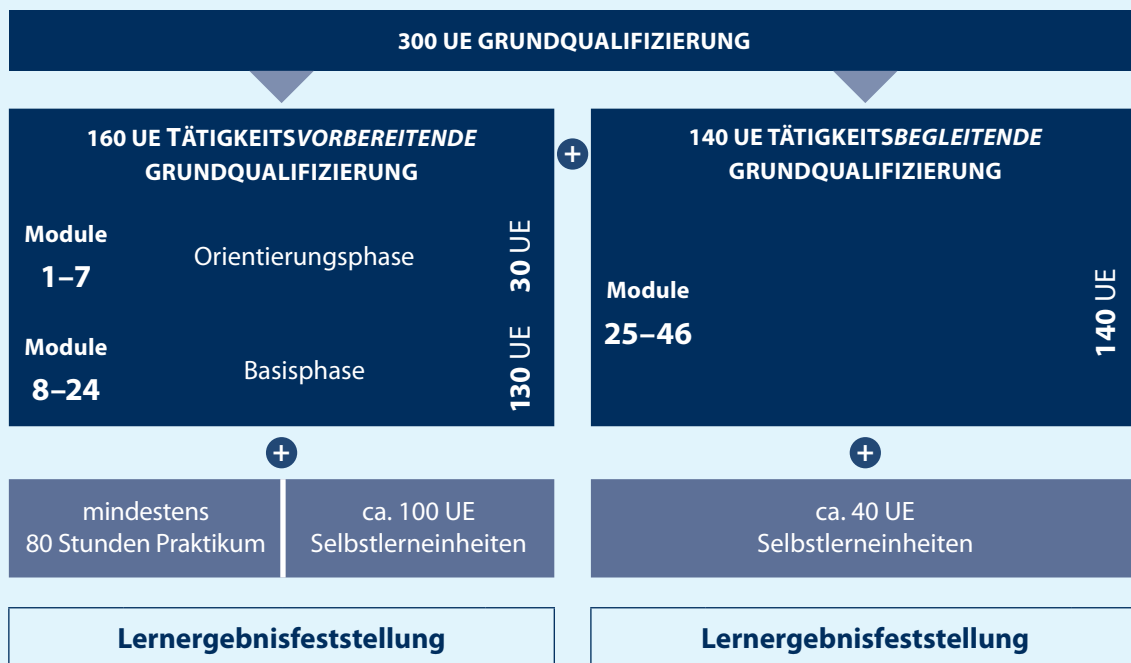 300 UE GRUNDQUALIFIZIERUNG
160 UE TÄTIGKEITSVORBEREITENDE
GRUNDQUALIFIZIERUNG
Module
1–7
Orientierungsphase
30 UE
Module
8–24
Basisphase
130 UE
+
140 UE TÄTIGKEITSBEGLEITENDE
GRUNDQUALIFIZIERUNG
Module
25–46
140 UE
+
mindestens
80 Stunden Praktikum
ca. 100 UE
Selbstlerneinheiten
+
ca. 40 UE
Selbstlerneinheiten
Lernergebnisfeststellung
Lernergebnisfeststellung